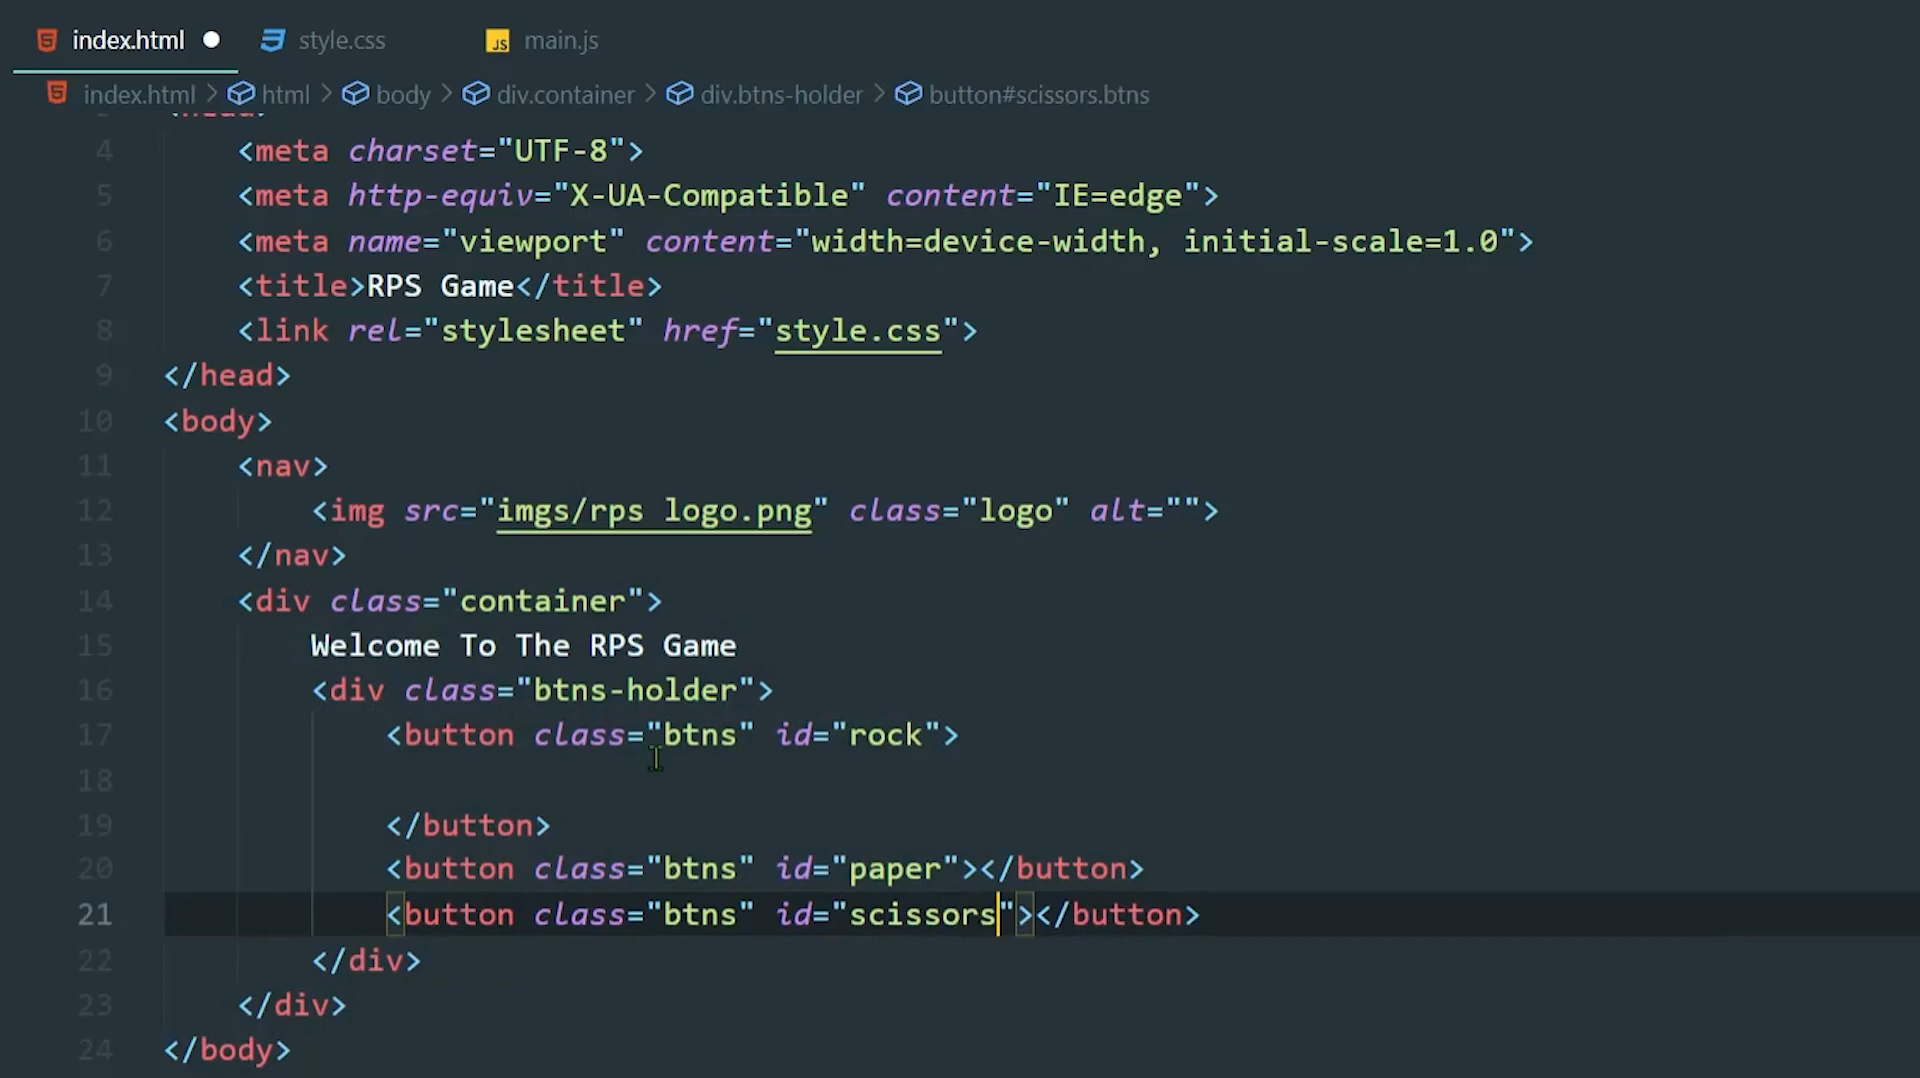 index.html style.css main.js
index.html > html > body > div.container > div.btns-holder > button#scissors.btns
4 <meta charset="UTF-8">
5 <meta http-equiv="X-UA-Compatible" content="IE=edge">
6 <meta name="viewport" content="width=device-width, initial-scale=1.0">
7 <title>RPS Game</title>
8 <link rel="stylesheet" href="style.css">
9 </head>
10 <body>
11 <nav>
12 <img src="imgs/rps logo.png" class="logo" alt="">
13 </nav>
14 <div class="container">
15 Welcome To The RPS Game
16 <div class="btns-holder">
17 <button class="btns" id="rock">
18
19 </button>
20 <button class="btns" id="paper"></button>
21 <button class="btns" id="scissors"></button>
22 </div>
23 </div>
24 </body>